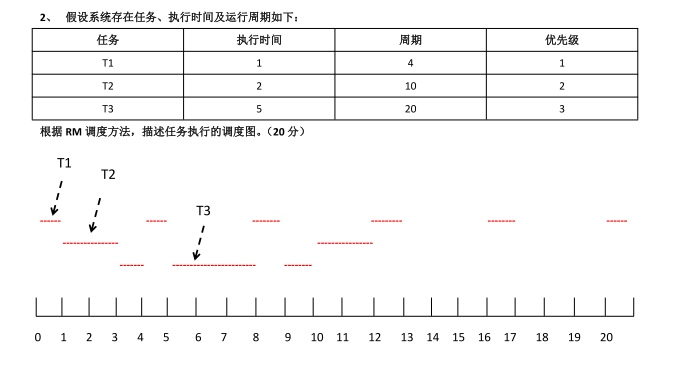 2、 假设系统存在任务、执行时间及运行周期如下：
任务 执行时间 周期 优先级
T1 1 4 1
T2 2 10 2
T3 5 20 3
根据 RM 调度方法，描述任务执行的调度图。（20 分）
T1
T2
T3
0 1 2 3 4 5 6 7 8 9 10 11 12 13 14 15 16 17 18 19 20